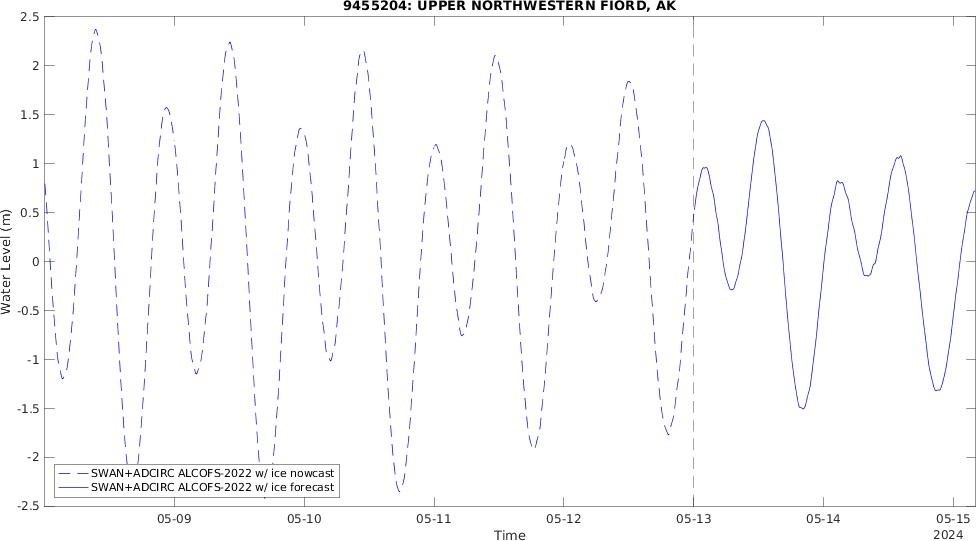 9455204: UPPER NORTHWESTERN FIORD, AK
2.5
2
1.5
1
0.5
0
-0.5
-1
-1.5
-2
-2.5
Water Level (m)
SWAN+ADCIRC ALCOFS-2022 w/ ice nowcast
SWAN+ADCIRC ALCOFS-2022 w/ ice forecast
05-09 05-10 05-11 05-12 05-13 05-14 05-15
Time
2024